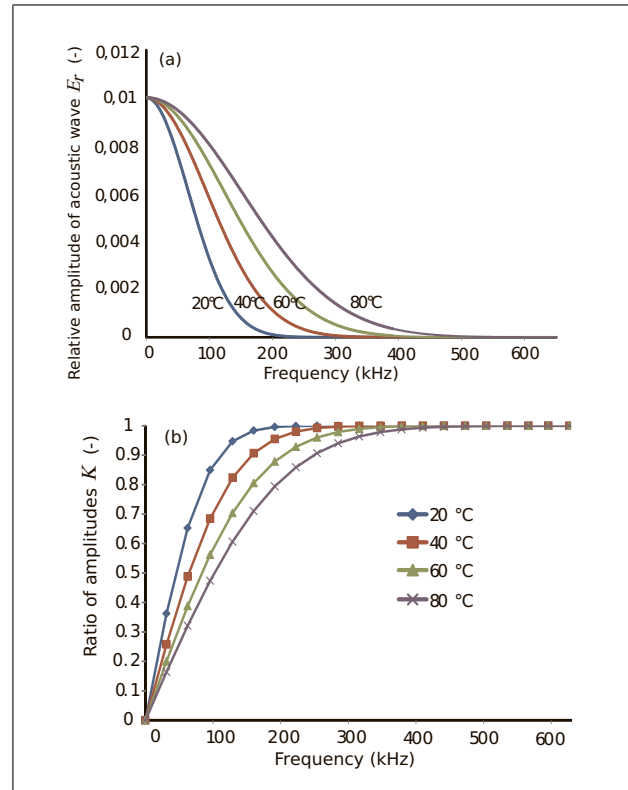 Relative amplitude of acoustic wave Er (-)
0,012
0,01
0,008
0,006
0,004
0,002
0
(a)
20°C 40°C 60°C 80°C
0 100 200 300 400 500 600
Frequency (kHz)
Ratio of amplitudes K (-)
1
0.9
0.8
0.7
0.6
0.5
0.4
0.3
0.2
0.1
0
(b)
20 °C
40 °C
60 °C
80 °C
0 100 200 300 400 500 600
Frequency (kHz)